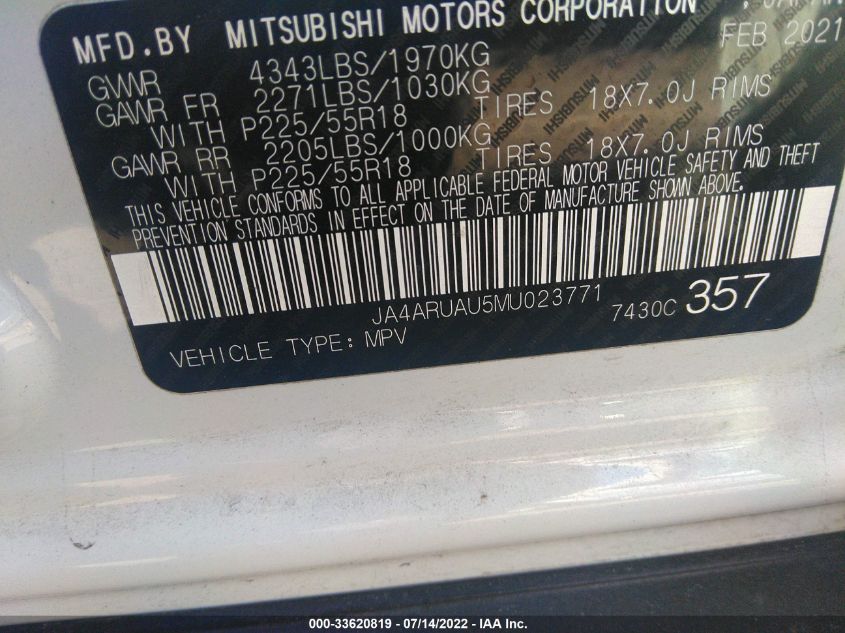 MFD.BY MITSUBISHI MOTORS CORPORATION
FEB 2021
GVWR 4343LBS/1970KG
GAWR FR 2271LBS/1030KG
WITH P225/55R18 TIRES 18X7.0J RIMS
GAWR RR 2205LBS/1000KG
WITH P225/55R18 TIRES 18X7.0J RIMS
THIS VEHICLE CONFORMS TO ALL APPLICABLE FEDERAL MOTOR VEHICLE SAFETY AND THEFT
PREVENTION STANDARDS IN EFFECT ON THE DATE OF MANUFACTURE SHOWN ABOVE.
JA4ARUAU5MU023771
7430C 357
VEHICLE TYPE: MPV
000-33620819 - 07/14/2022 - IAA Inc.